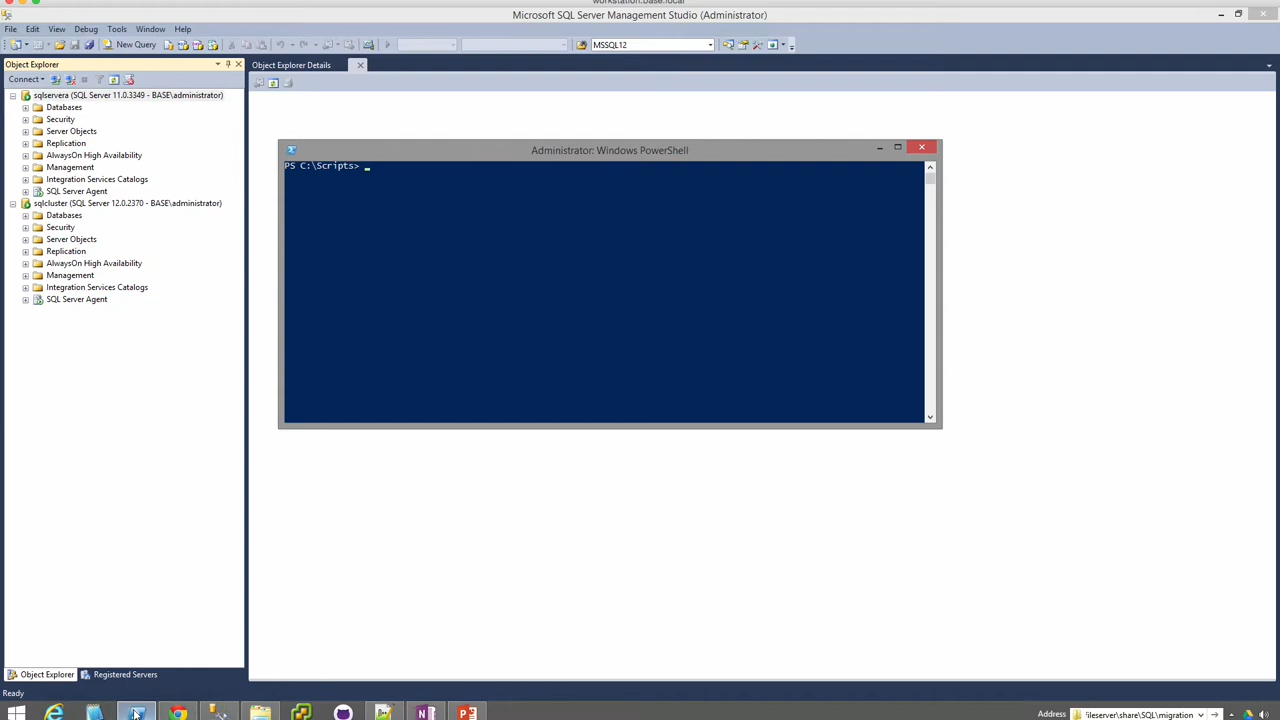 workstation.base.local
Microsoft SQL Server Management Studio (Administrator)
File Edit View Debug Tools Window Help
New Query
MSSQL12
Object Explorer
Object Explorer Details
Connect
sqlservera (SQL Server 11.0.3349 - BASE\administrator)
Databases
Security
Server Objects
Replication
AlwaysOn High Availability
Management
Integration Services Catalogs
SQL Server Agent
sqlcluster (SQL Server 12.0.2370 - BASE\administrator)
Databases
Security
Server Objects
Replication
AlwaysOn High Availability
Management
Integration Services Catalogs
SQL Server Agent
Administrator: Windows PowerShell
PS C:\Scripts>
Object Explorer
Registered Servers
Ready
Address
'ileserver\share\SQL\migration